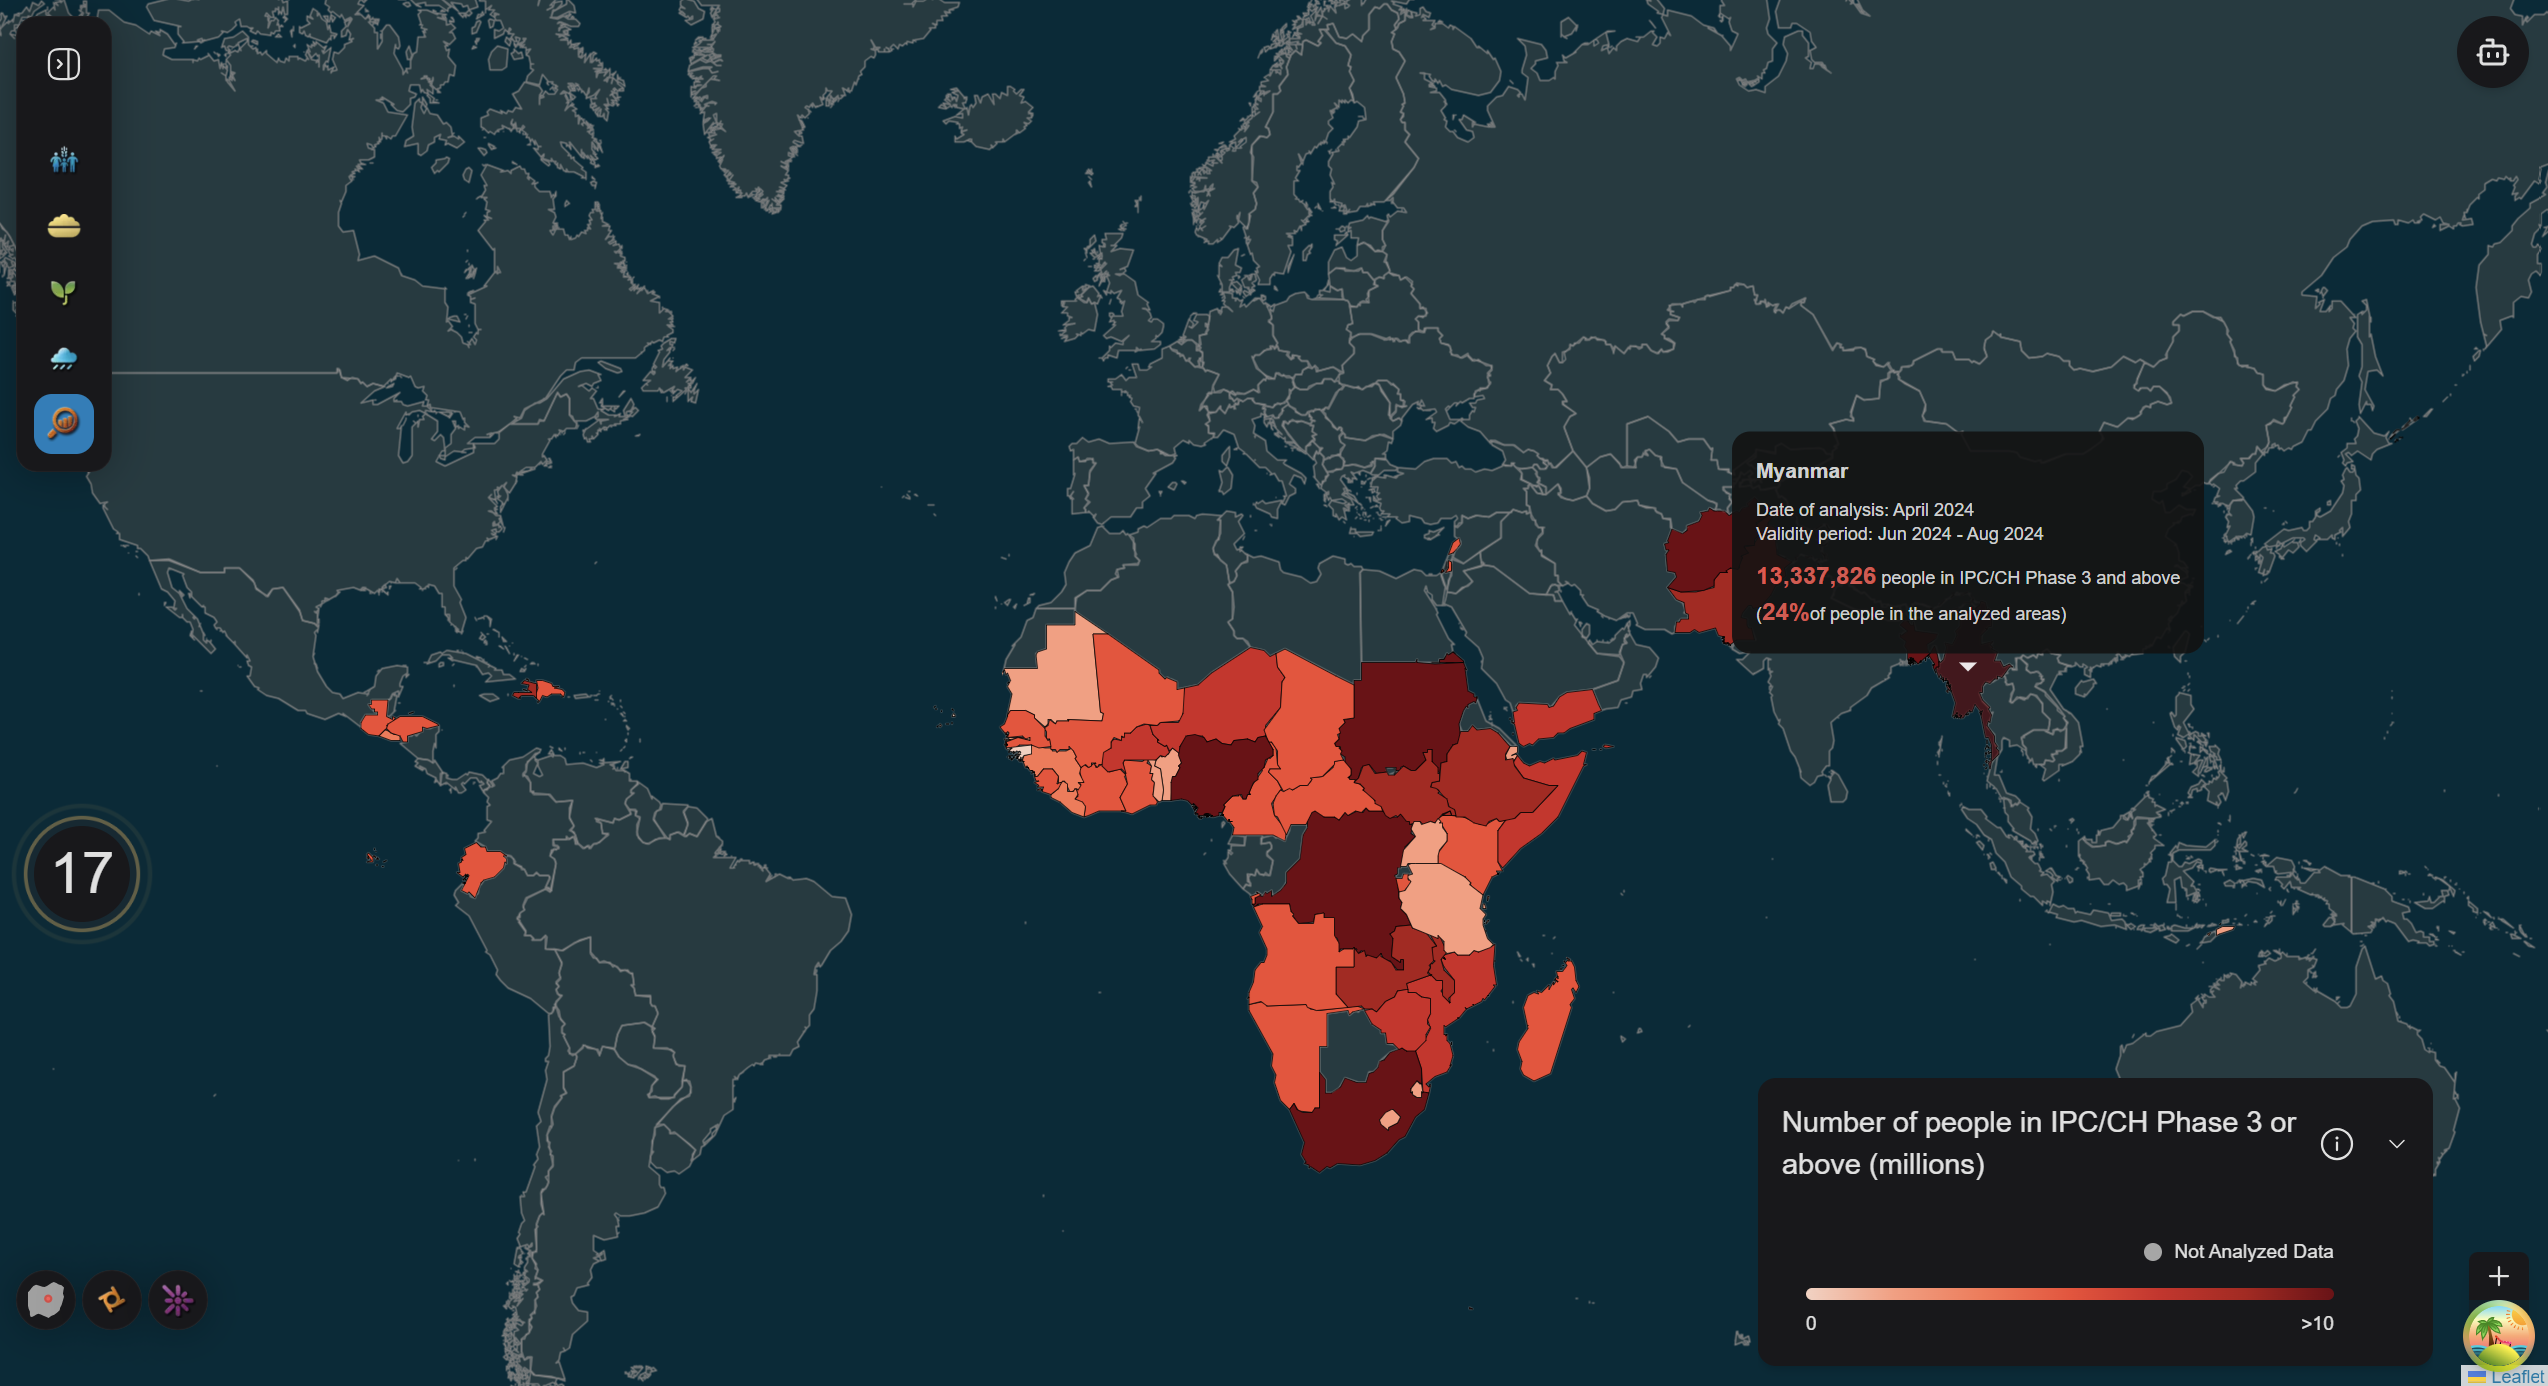 Myanmar
Date of analysis: April 2024
Validity period: Jun 2024 - Aug 2024
13,337,826 people in IPC/CH Phase 3 and above
(24%of people in the analyzed areas)
17
Number of people in IPC/CH Phase 3 or
above (millions)
Not Analyzed Data
0
>10
+
Leaflet